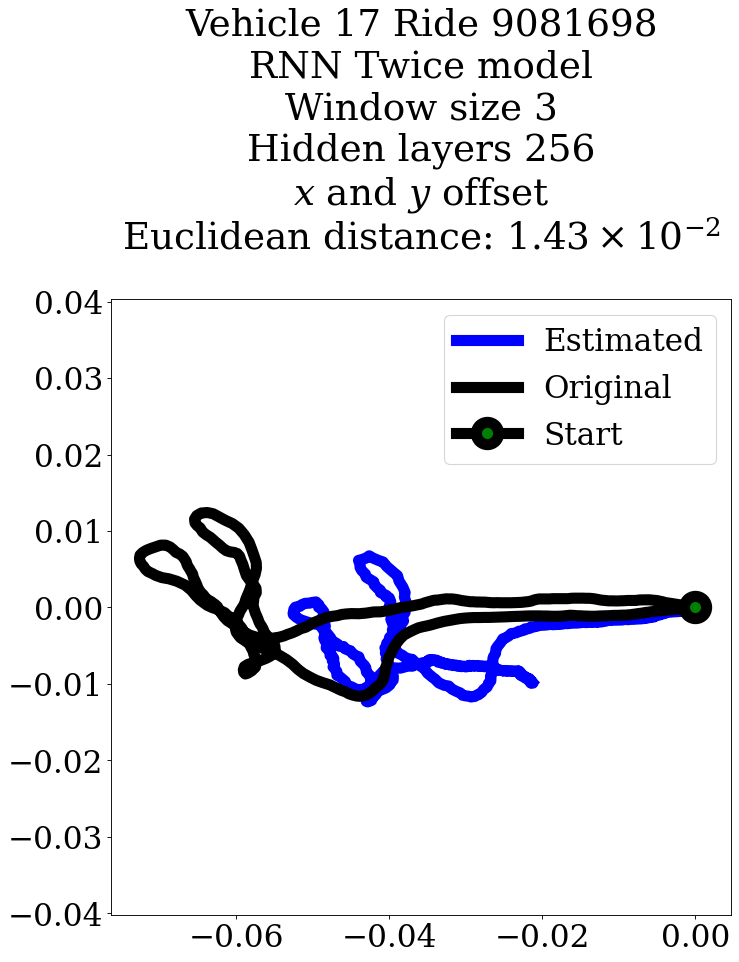 Vehicle 17 Ride 9081698
RNN Twice model
Window size 3
Hidden layers 256
x and y offset
Euclidean distance: 1.43 × 10⁻²
0.04
Estimated
0.03
Original
0.02
Start
0.01
0.00
−0.01
−0.02
−0.03
−0.04
−0.06 −0.04 −0.02 0.00